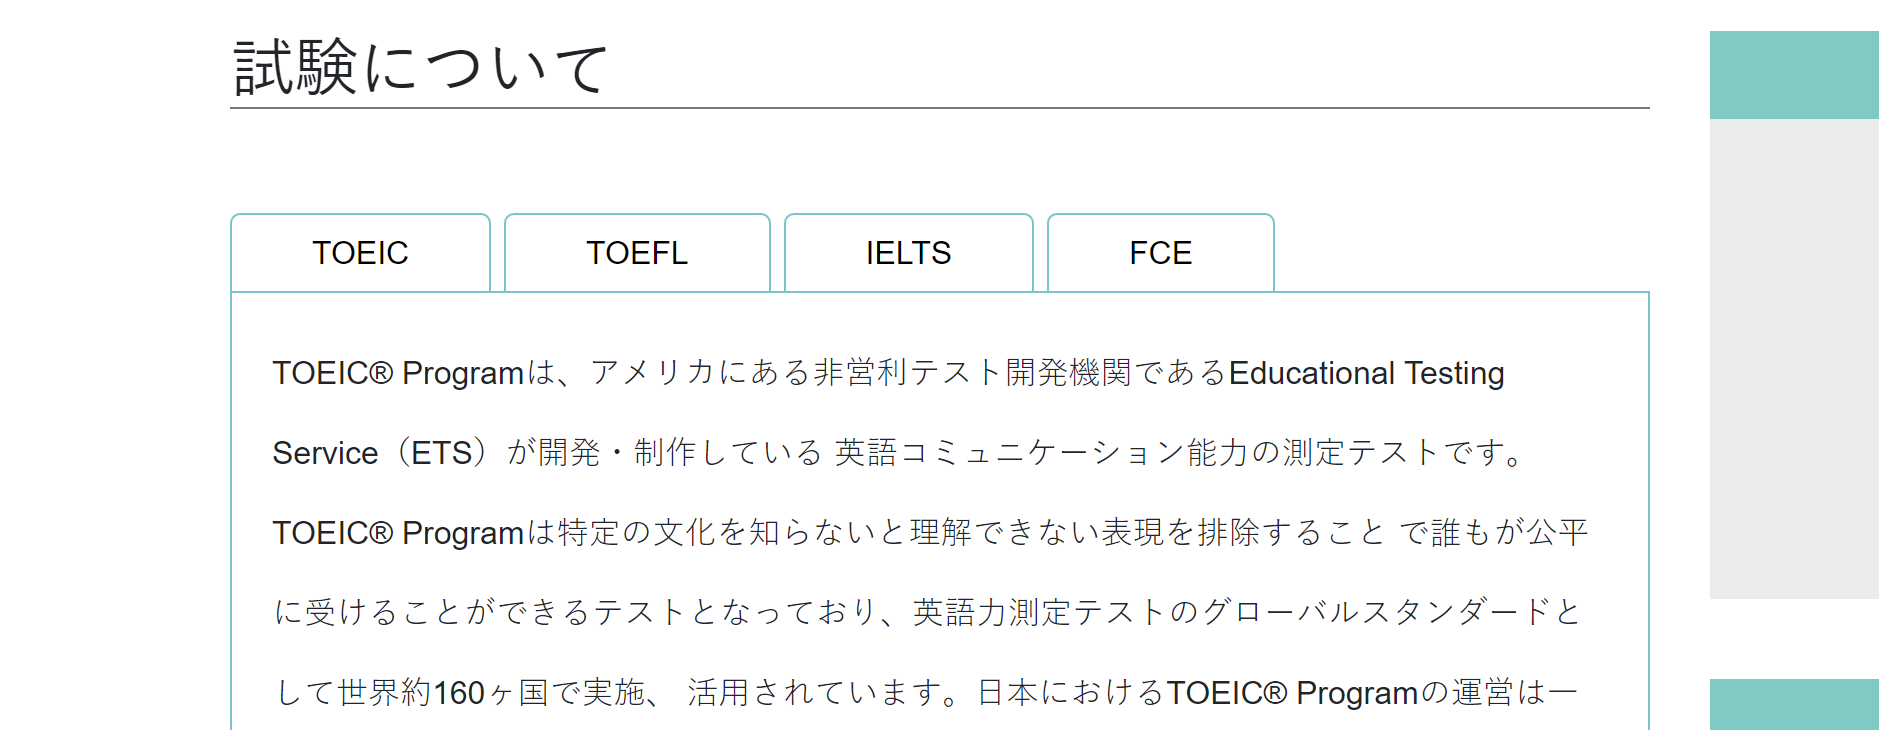 試験について
TOEIC
TOEFL
IELTS
FCE
TOEIC® Programは、アメリカにある非営利テスト開発機関であるEducational Testing
Service（ETS）が開発・制作している 英語コミュニケーション能力の測定テストです。
TOEIC® Programは特定の文化を知らないと理解できない表現を排除すること で誰もが公平
に受けることができるテストとなっており、英語力測定テストのグローバルスタンダードと
して世界約160ヶ国で実施、 活用されています。日本におけるTOEIC® Programの運営は一